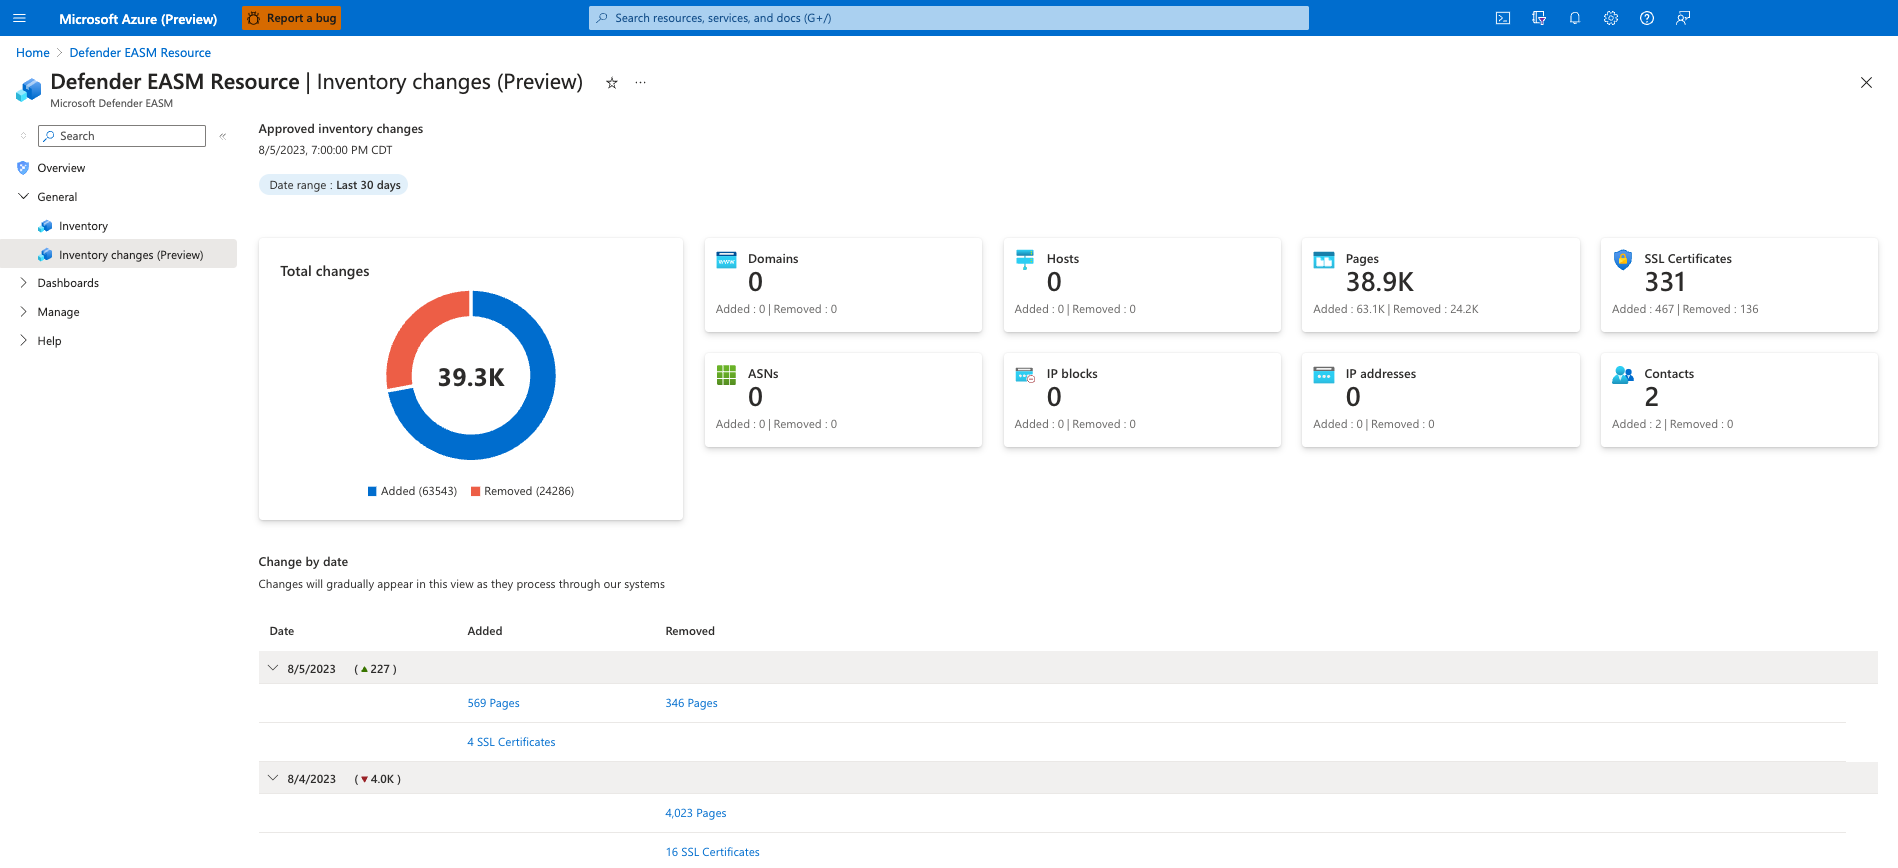 Microsoft Azure (Preview)
Report a bug
Search resources, services, and docs (G+/)
Home > Defender EASM Resource
Defender EASM Resource | Inventory changes (Preview)
Microsoft Defender EASM
Search
Overview
General
Inventory
Inventory changes (Preview)
Dashboards
Manage
Help
Approved inventory changes
8/5/2023, 7:00:00 PM CDT
Date range : Last 30 days
Total changes
39.3K
Added (63543) Removed (24286)
Domains
0
Added : 0 | Removed : 0
Hosts
0
Added : 0 | Removed : 0
Pages
38.9K
Added : 63.1K | Removed : 24.2K
SSL Certificates
331
Added : 467 | Removed : 136
ASNs
0
Added : 0 | Removed : 0
IP blocks
0
Added : 0 | Removed : 0
IP addresses
0
Added : 0 | Removed : 0
Contacts
2
Added : 2 | Removed : 0
Change by date
Changes will gradually appear in this view as they process through our systems
Date Added Removed
8/5/2023 ( ▲ 227 )
569 Pages 346 Pages
4 SSL Certificates
8/4/2023 ( ▼ 4.0K )
4,023 Pages
16 SSL Certificates